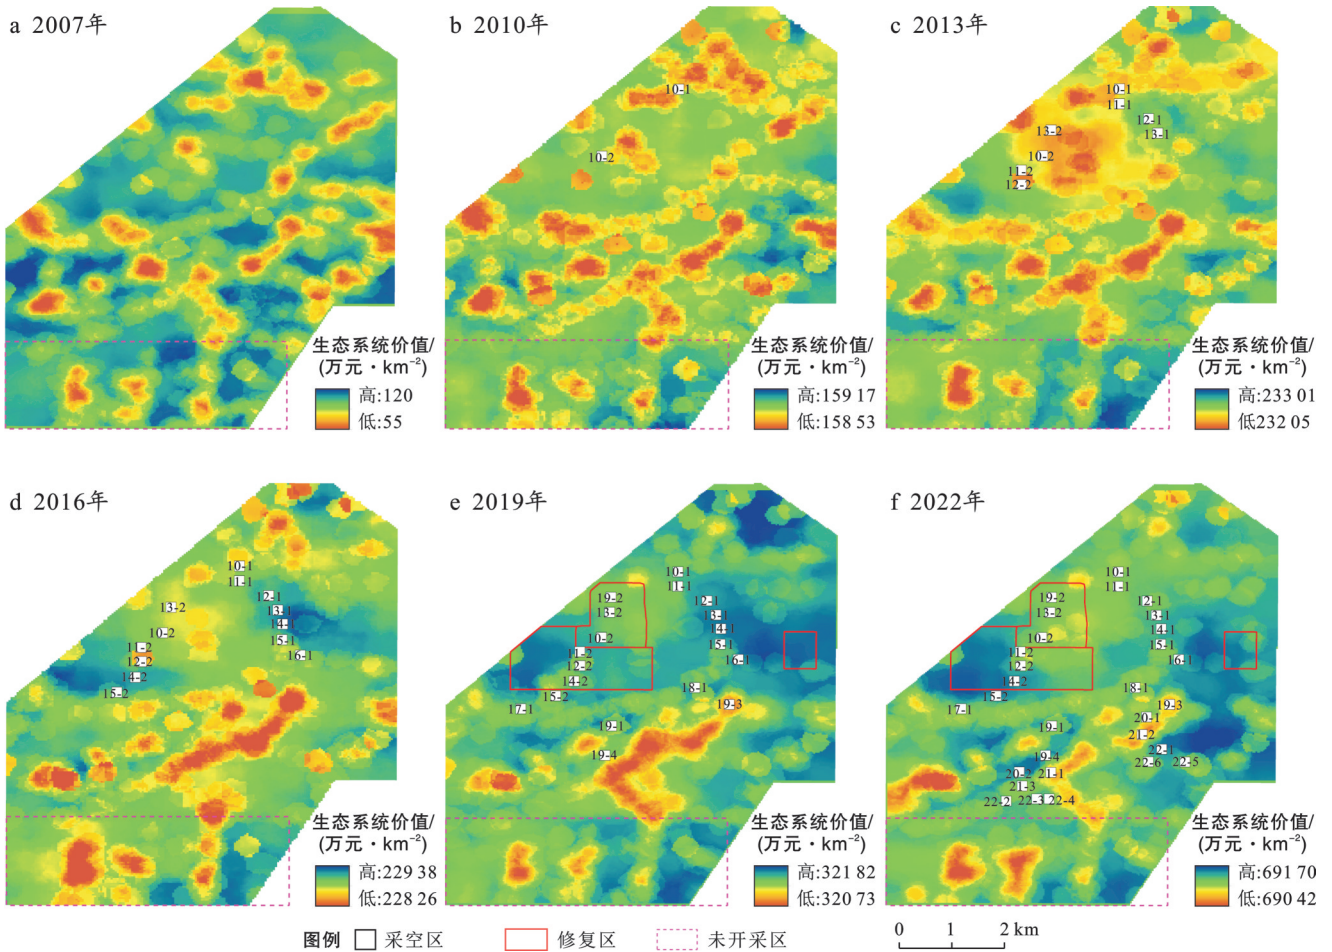 a 2007年
生态系统价值/
(万元·km⁻²)
高:120
低:55
b 2010年
10-1
10-2
生态系统价值/
(万元·km⁻²)
高:159 17
低:158 53
c 2013年
10-1
11-1
12-1
13-1
13-2
10-2
11-2
12-2
生态系统价值/
(万元·km⁻²)
高:233 01
低232 05
d 2016年
10-1
11-1
12-1
13-1
14-1
15-1
16-1
13-2
10-2
11-2
12-2
14-2
15-2
生态系统价值/
(万元·km⁻²)
高:229 38
低:228 26
e 2019年
10-1
11-1
12-1
13-1
14-1
15-1
16-1
19-2
13-2
10-2
11-2
12-2
14-2
15-2
17-1
18-1
19-3
19-1
19-4
生态系统价值/
(万元·km⁻²)
高:321 82
低:320 73
f 2022年
10-1
11-1
12-1
13-1
14-1
15-1
16-1
19-2
13-2
10-2
11-2
12-2
14-2
15-2
17-1
18-1
19-3
20-1
19-1
21-2
22-1
19-4
22-6
22-5
20-2
21-1
21-3
22-2
22-3
22-4
生态系统价值/
(万元·km⁻²)
高:691 70
低:690 42
图例 采空区 修复区 未开采区
0 1 2 km